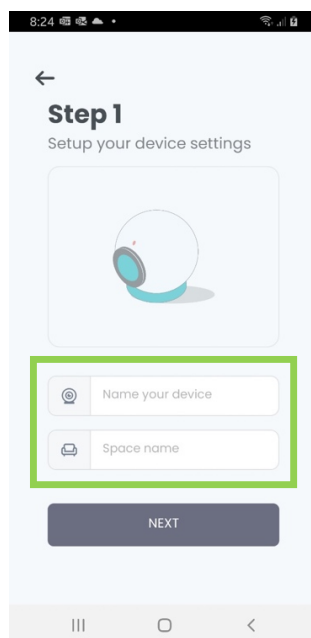 8:24
Step 1
Setup your device settings
Name your device
Space name
NEXT